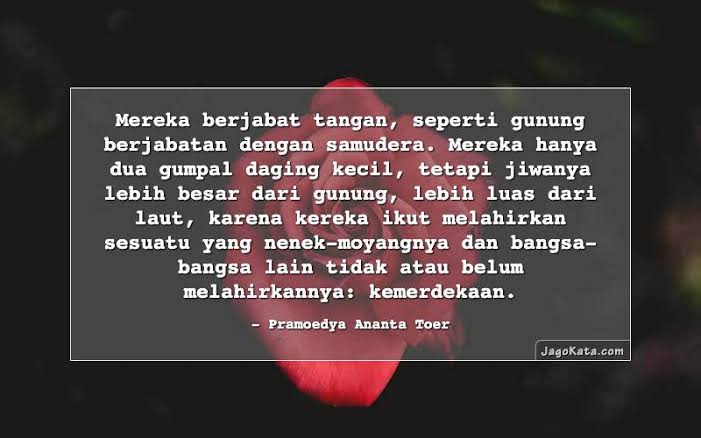 Mereka berjabat tangan, seperti gunung
berjabatan dengan samudera. Mereka hanya
dua gumpal daging kecil, tetapi jiwanya
lebih besar dari gunung, lebih luas dari
laut, karena kereka ikut melahirkan
sesuatu yang nenek-moyangnya dan bangsa-
bangsa lain tidak atau belum
melahirkannya: kemerdekaan.
- Pramoedya Ananta Toer
JagoKata.com